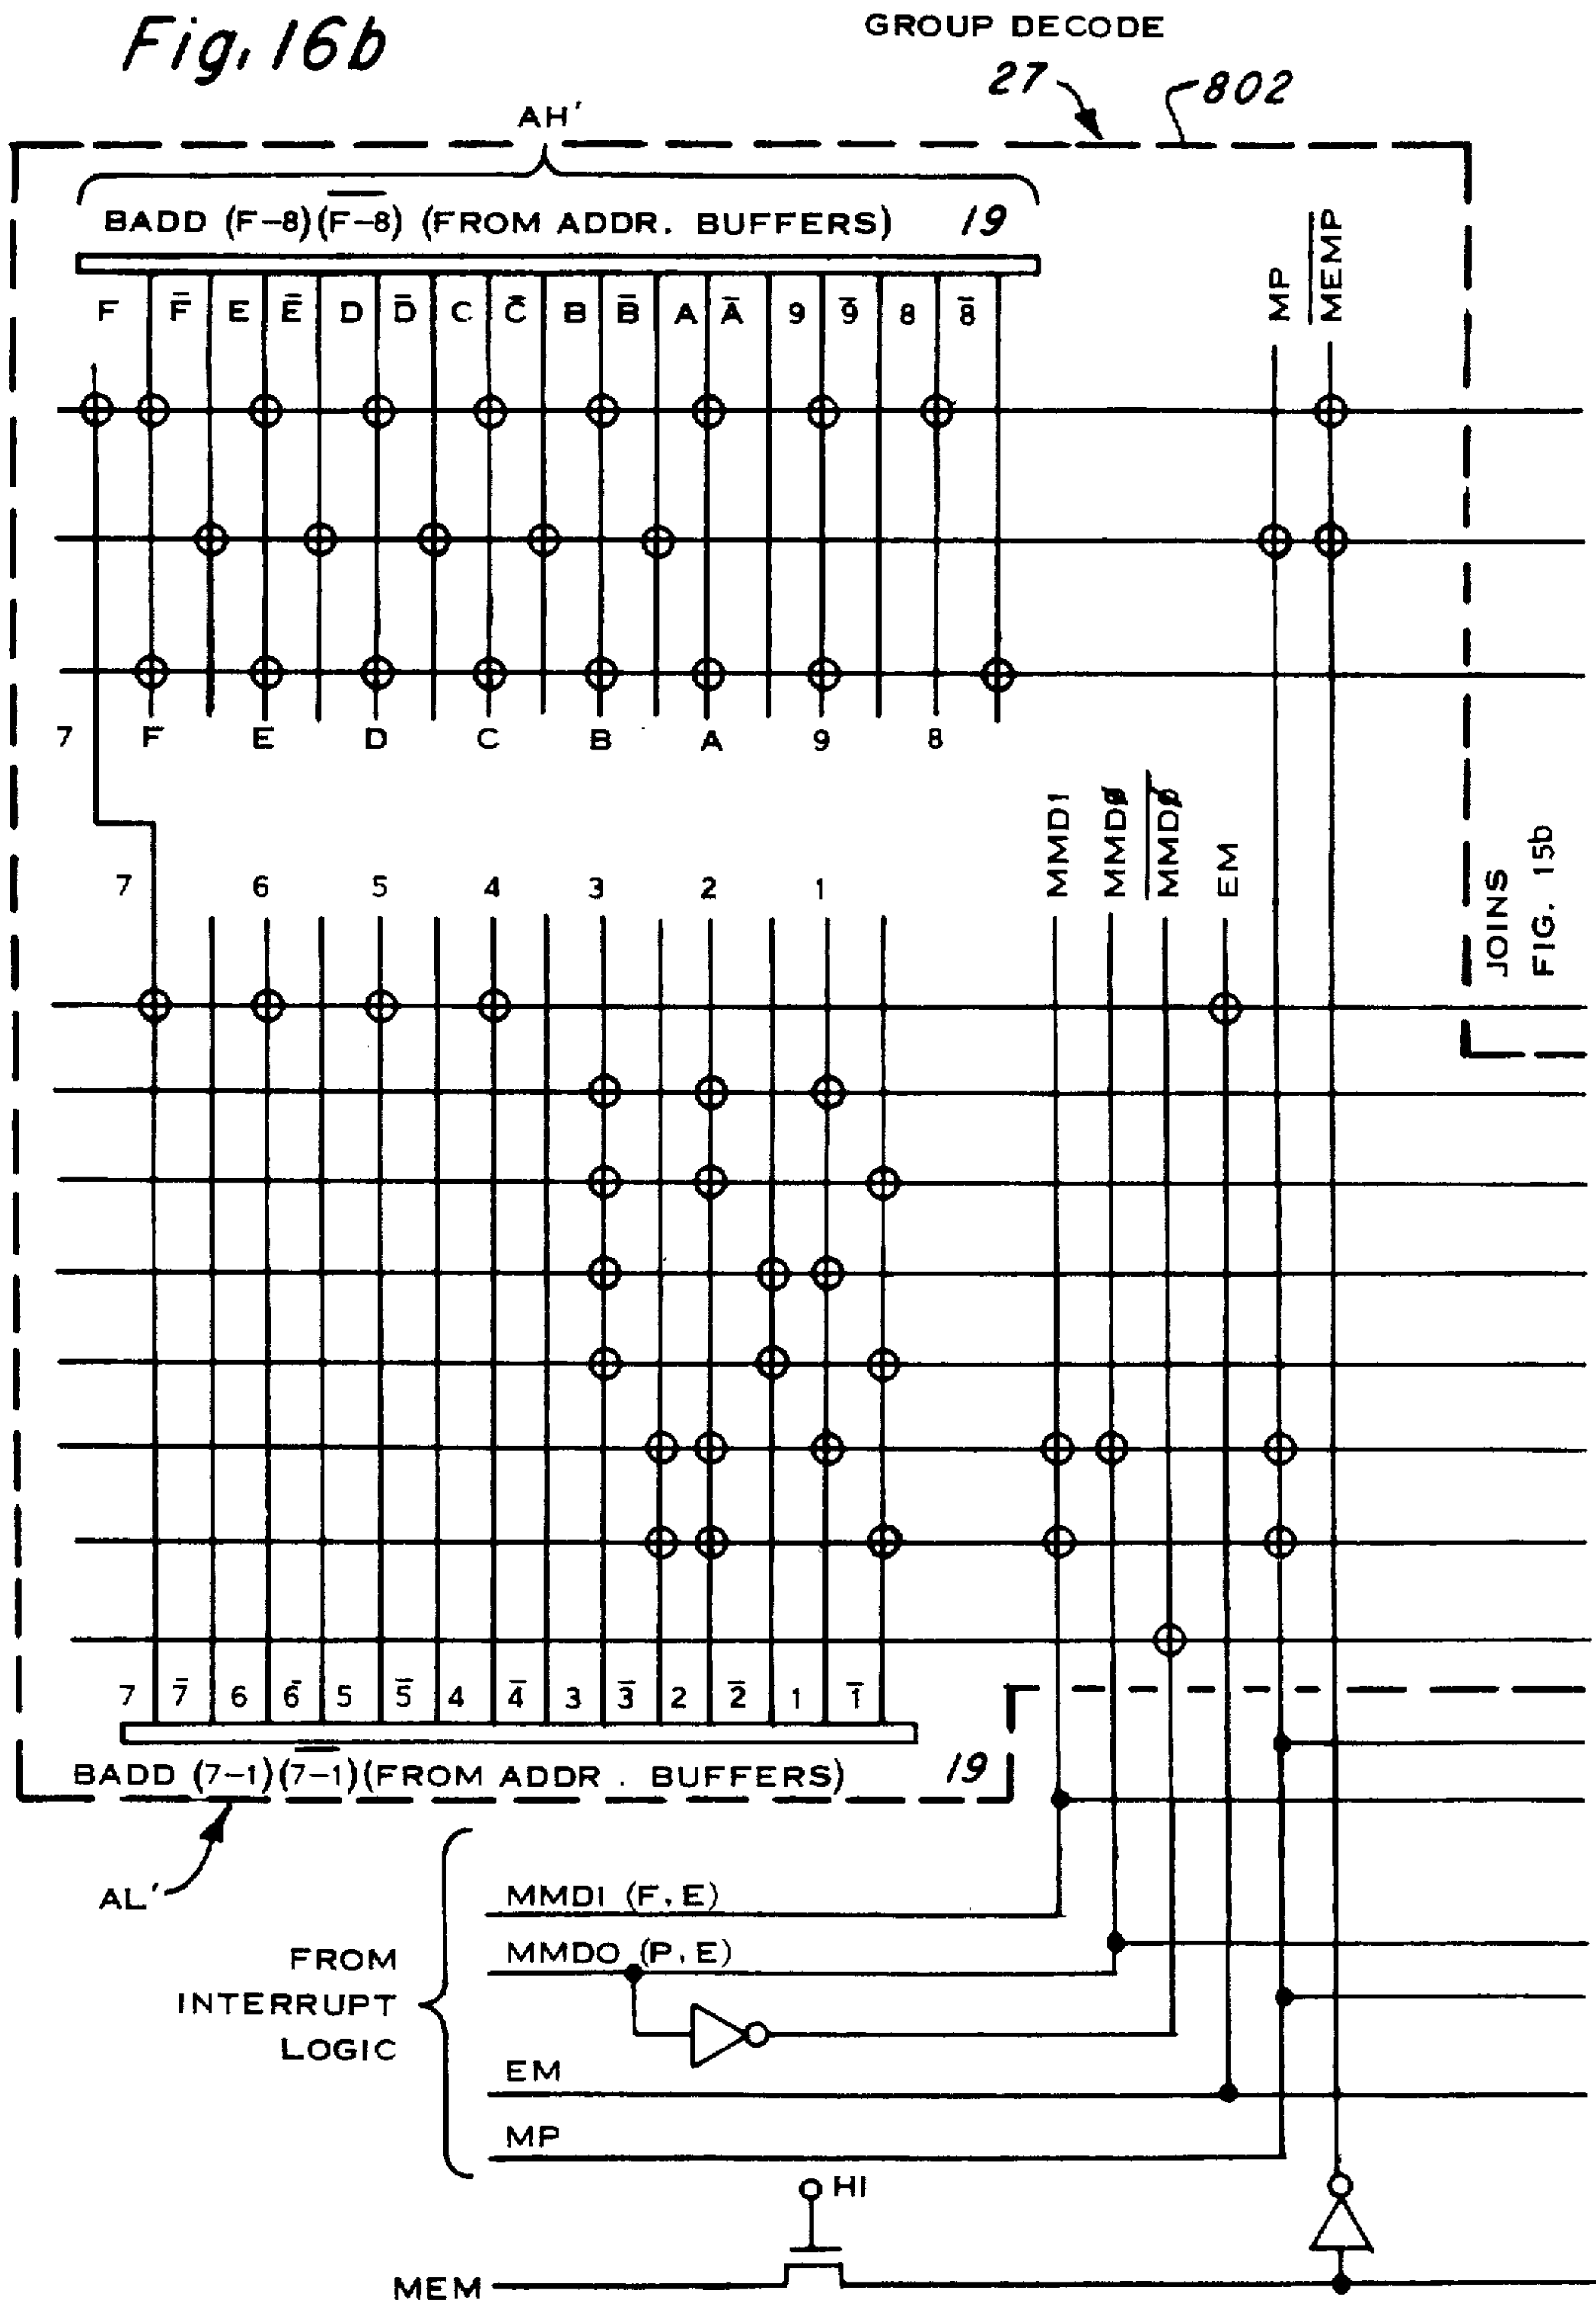 Fig. 16b
GROUP DECODE
27
802
AH'
BADD (F-8)(F̅-̅8̅) (FROM ADDR. BUFFERS) 19
F F̅ E E̅ D D̅ C C̅ B B̅ A A̅ 9 9̅ 8 8̅
MP
M̅E̅M̅P̅
7 F E D C B A 9 8
MMD1
MMDØ
M̅M̅D̅Ø̅
EM
7 6 5 4 3 2 1
JOINS
FIG. 15b
7 7̅ 6 6̅ 5 5̅ 4 4̅ 3 3̅ 2 2̅ 1 1̅
BADD (7-1)(7̅-̅1̅)(FROM ADDR. BUFFERS) 19
AL'
FROM
INTERRUPT
LOGIC
MMD1 (F,E)
MMDO (P,E)
EM
MP
HI
MEM